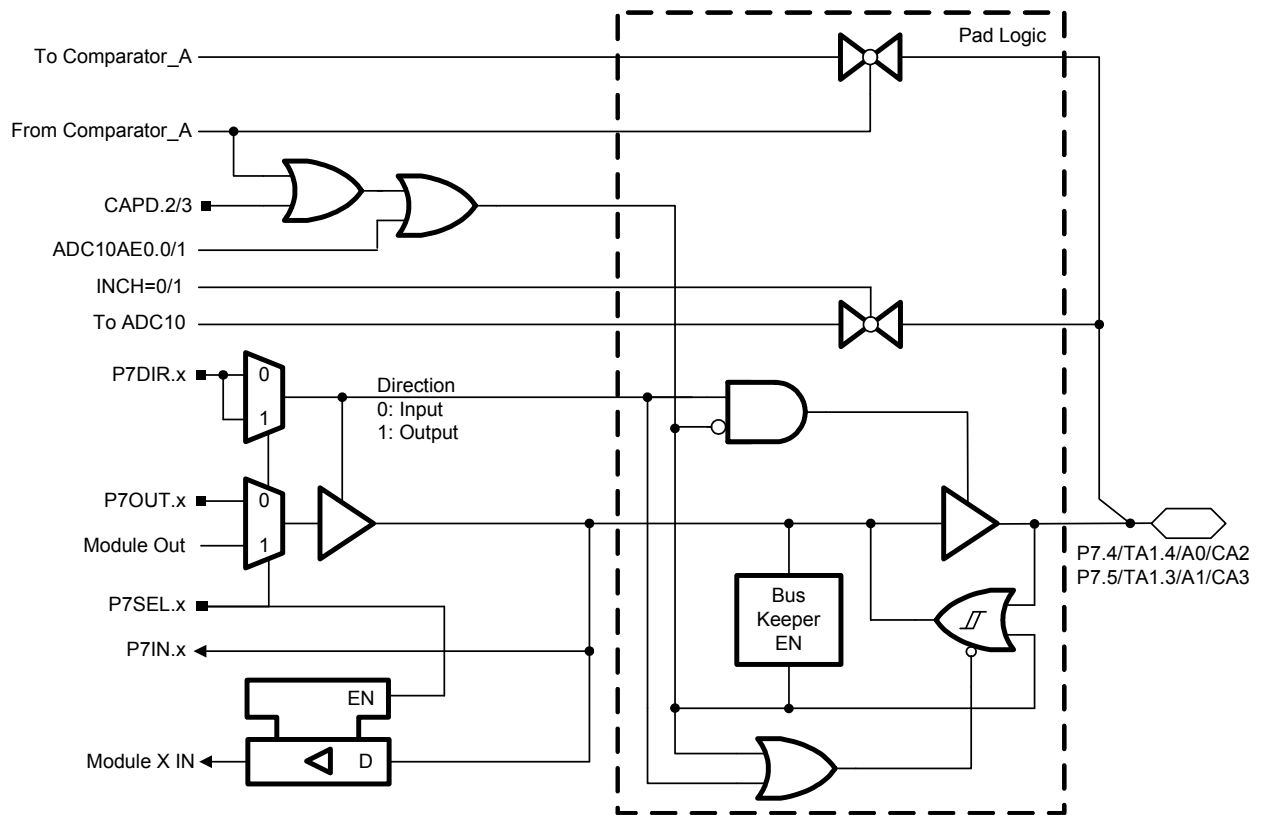 Pad Logic
To Comparator_A
From Comparator_A
CAPD.2/3
ADC10AE0.0/1
INCH=0/1
To ADC10
P7DIR.x
0
1
Direction
0: Input
1: Output
P7OUT.x
0
Module Out
1
P7SEL.x
P7IN.x
EN
Module X IN
D
Bus
Keeper
EN
P7.4/TA1.4/A0/CA2
P7.5/TA1.3/A1/CA3